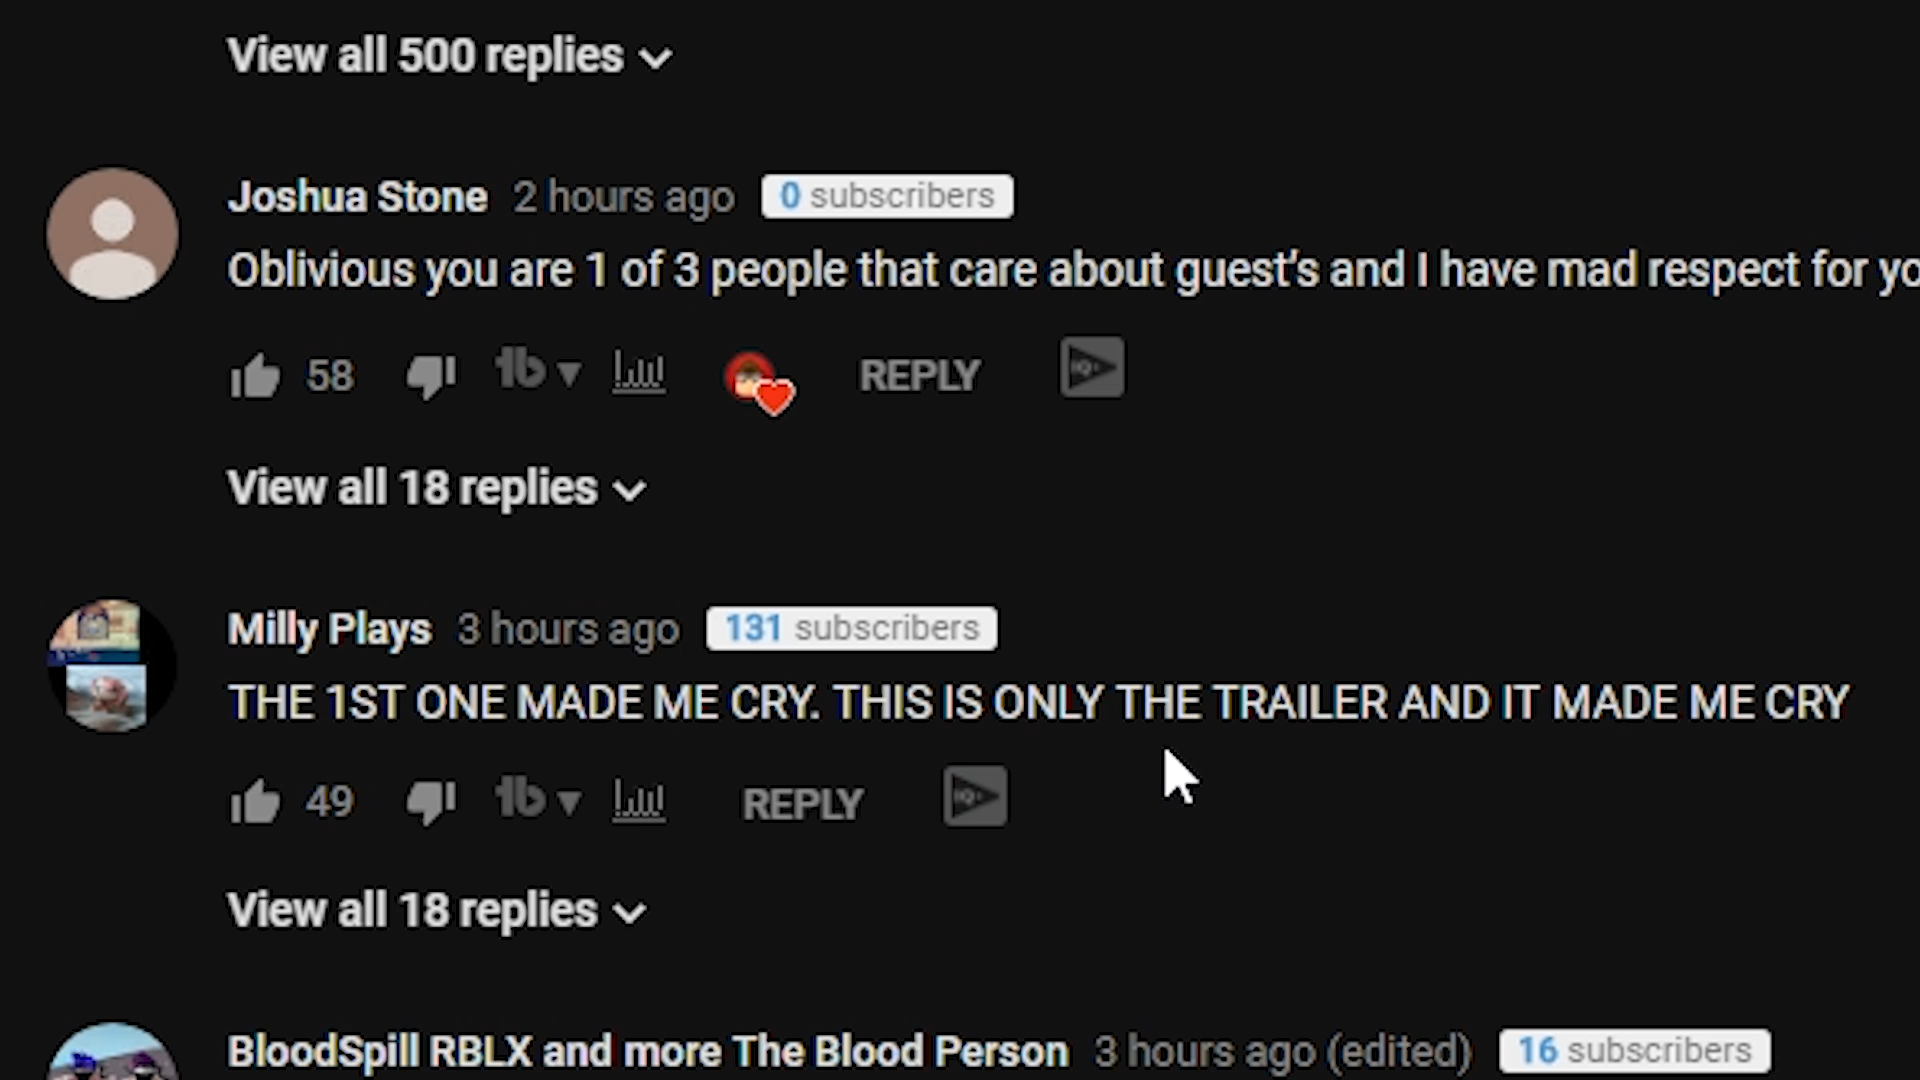 View all 500 replies
Joshua Stone 2 hours ago 0 subscribers
Oblivious you are 1 of 3 people that care about guest's and I have mad respect for yo
58 REPLY
View all 18 replies
Milly Plays 3 hours ago 131 subscribers
THE 1ST ONE MADE ME CRY. THIS IS ONLY THE TRAILER AND IT MADE ME CRY
49 REPLY
View all 18 replies
BloodSpill RBLX and more The Blood Person 3 hours ago (edited) 16 subscribers